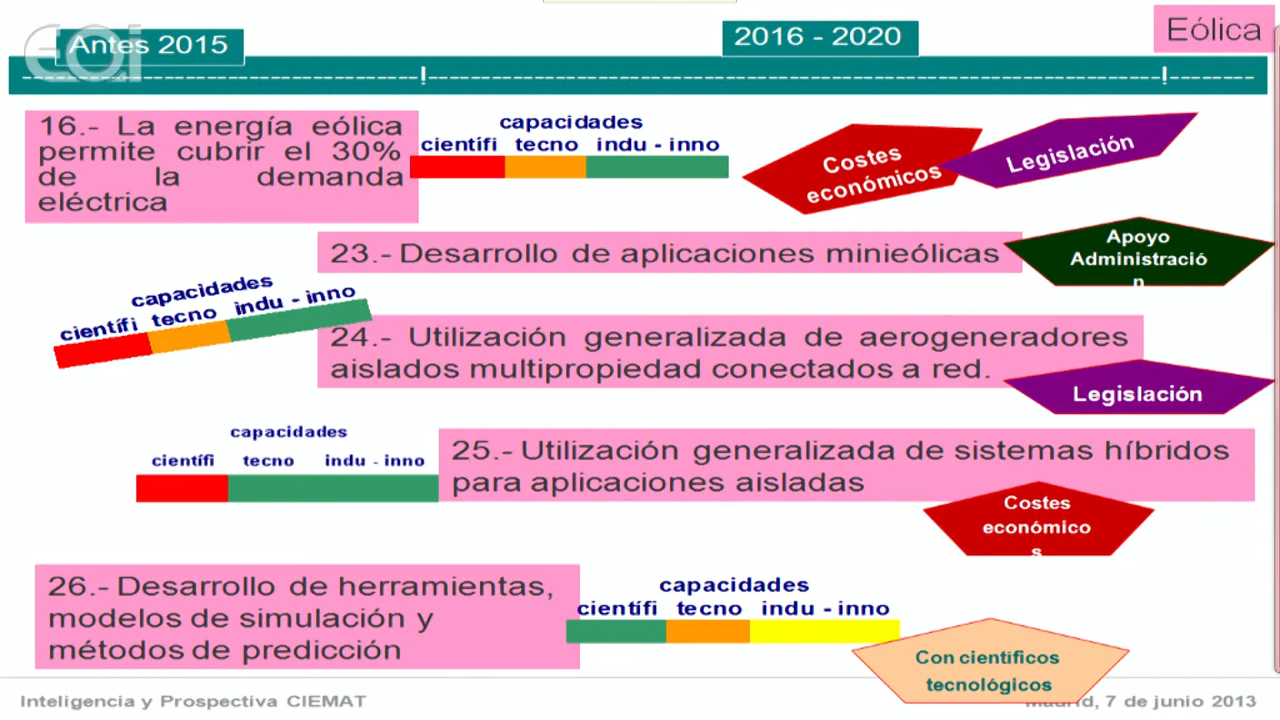 eoi
Antes 2015
2016 - 2020
Eólica
16.- La energía eólica
permite cubrir el 30%
de la demanda
eléctrica
capacidades
científi tecno indu - inno
Costes
económicos
Legislación
23.- Desarrollo de aplicaciones minieólicas
Apoyo
Administració
n
capacidades
científi tecno indu - inno
24.- Utilización generalizada de aerogeneradores
aislados multipropiedad conectados a red.
Legislación
capacidades
científi tecno indu - inno
25.- Utilización generalizada de sistemas híbridos
para aplicaciones aisladas
Costes
económico
s
26.- Desarrollo de herramientas,
modelos de simulación y
métodos de predicción
capacidades
científi tecno indu - inno
Con científicos
tecnológicos
Inteligencia y Prospectiva CIEMAT
Madrid, 7 de junio 2013